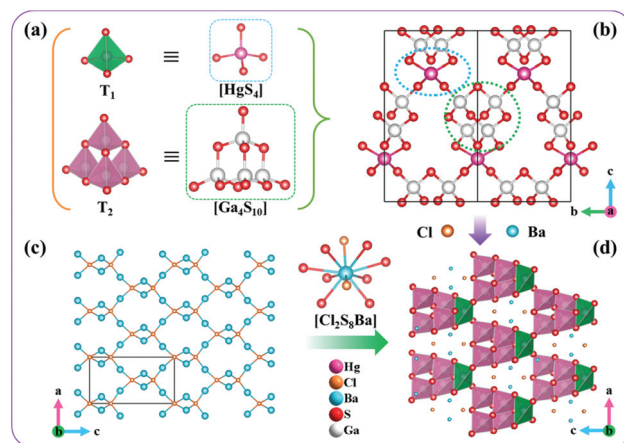 (a)
T₁
≡
[HgS₄]
T₂
≡
[Ga₄S₁₀]
(b)
c
b
a
Cl
Ba
(c)
a
b
c
[Cl₂S₈Ba]
Hg
Cl
Ba
S
Ga
(d)
a
c
b